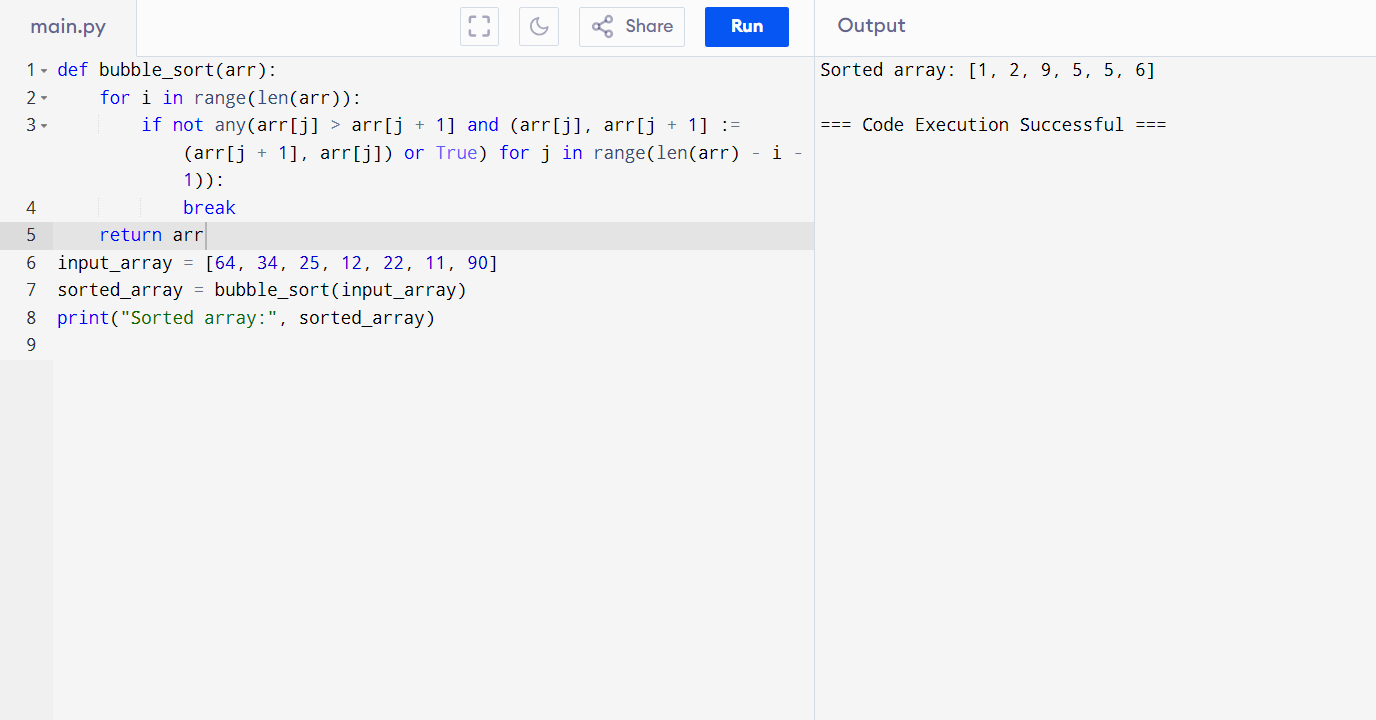 main.py
Share
Run
Output
1 def bubble_sort(arr):
2     for i in range(len(arr)):
3         if not any(arr[j] > arr[j + 1] and (arr[j], arr[j + 1] :=
            (arr[j + 1], arr[j]) or True) for j in range(len(arr) - i -
            1)):
4             break
5     return arr
6 input_array = [64, 34, 25, 12, 22, 11, 90]
7 sorted_array = bubble_sort(input_array)
8 print("Sorted array:", sorted_array)
9
Sorted array: [1, 2, 9, 5, 5, 6]
=== Code Execution Successful ===